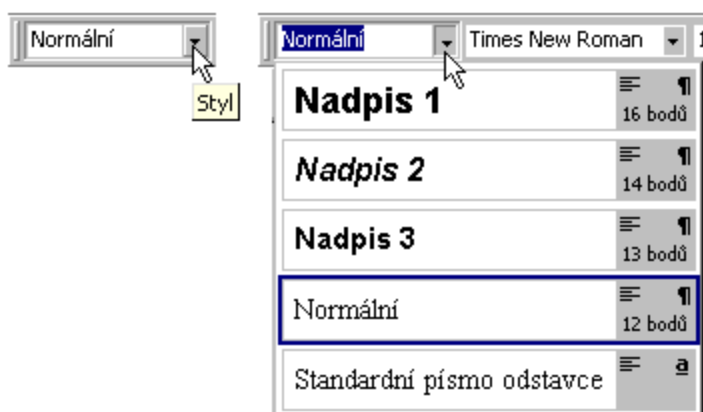 Normální
Styl
Normální Times New Roman 1
Nadpis 1
16 bodů
Nadpis 2
14 bodů
Nadpis 3
13 bodů
Normální
12 bodů
Standardní písmo odstavce
a